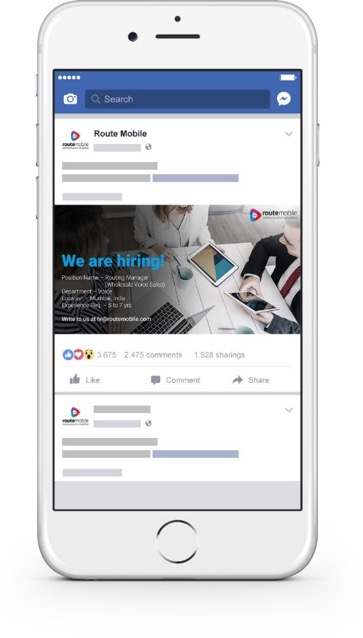 Search
routemobile
Route Mobile
routemobile
We are hiring!
Position Name – Routing Manager
(Wholesale Voice Sales)
Department – Voice
Location – Mumbai, India
Experience Req. – 5 to 7 yrs
Write to us at hr@routemobile.com
3.675 2.475 comments 1.928 sharings
Like Comment Share
routemobile